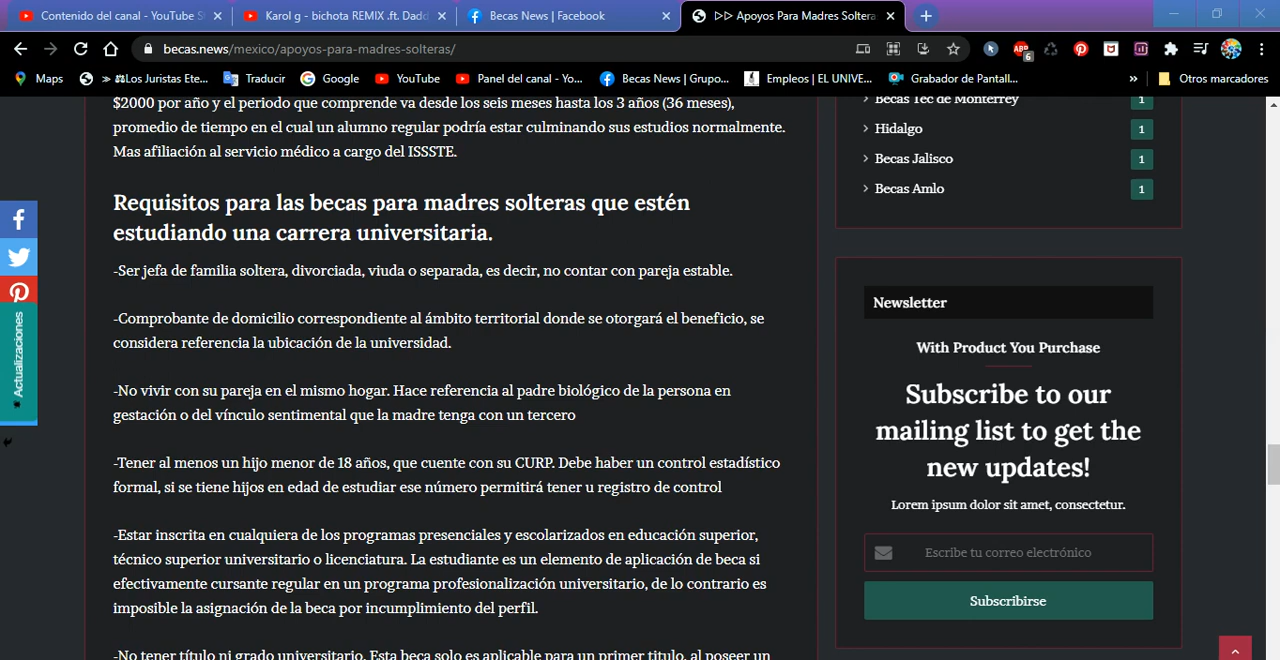 Contenido del canal - YouTube S
Karol g - bichota REMIX .ft. Dadd
Becas News | Facebook
▷▷ Apoyos Para Madres Soltera
becas.news/mexico/apoyos-para-madres-solteras/
ABP
6
Maps
» ⚖Los Juristas Ete...
Traducir
Google
YouTube
Panel del canal - Yo...
Becas News | Grupo...
Empleos | EL UNIVE...
Grabador de Pantall...
»
Otros marcadores
$2000 por año y el periodo que comprende va desde los seis meses hasta los 3 años (36 meses),
promedio de tiempo en el cual un alumno regular podría estar culminando sus estudios normalmente.
Mas afiliación al servicio médico a cargo del ISSSTE.
Requisitos para las becas para madres solteras que estén
estudiando una carrera universitaria.
-Ser jefa de familia soltera, divorciada, viuda o separada, es decir, no contar con pareja estable.
-Comprobante de domicilio correspondiente al ámbito territorial donde se otorgará el beneficio, se
considera referencia la ubicación de la universidad.
-No vivir con su pareja en el mismo hogar. Hace referencia al padre biológico de la persona en
gestación o del vínculo sentimental que la madre tenga con un tercero
-Tener al menos un hijo menor de 18 años, que cuente con su CURP. Debe haber un control estadístico
formal, si se tiene hijos en edad de estudiar ese número permitirá tener u registro de control
-Estar inscrita en cualquiera de los programas presenciales y escolarizados en educación superior,
técnico superior universitario o licenciatura. La estudiante es un elemento de aplicación de beca si
efectivamente cursante regular en un programa profesionalización universitario, de lo contrario es
imposible la asignación de la beca por incumplimiento del perfil.
-No tener título ni grado universitario. Esta beca solo es aplicable para un primer titulo, al poseer un
Actualizaciones
Becas Tec de Monterrey 1
Hidalgo 1
Becas Jalisco 1
Becas Amlo 1
Newsletter
With Product You Purchase
Subscribe to our
mailing list to get the
new updates!
Lorem ipsum dolor sit amet, consectetur.
Escribe tu correo electrónico
Subscribirse